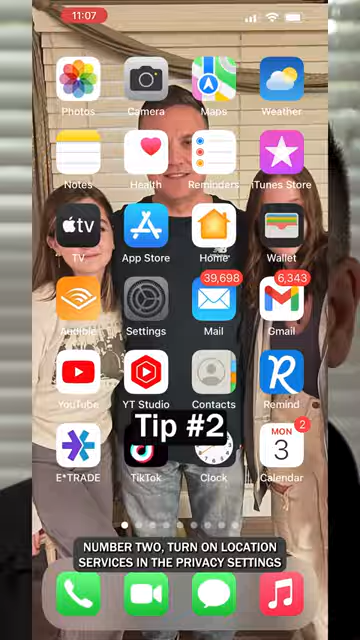 11:07
Photos
Camera
Maps
Weather
Notes
Health
Reminders
iTunes Store
tv
TV
App Store
Home
Wallet
39,698
6,343
Audible
Settings
Mail
Gmail
YouTube
YT Studio
Contacts
Remind
Tip #2
MON
3
2
E*TRADE
TikTok
Clock
Calendar
NUMBER TWO, TURN ON LOCATION
SERVICES IN THE PRIVACY SETTINGS